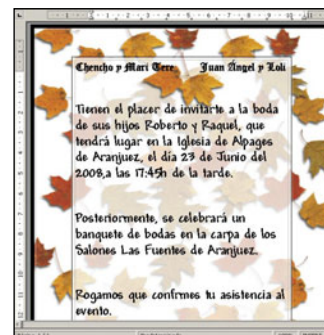 Chencho y Mari Tere    Juan Ángel y Loli
Tienen el placer de invitarte a la boda
de sus hijos Roberto y Raquel, que
tendrá lugar en la Iglesia de Alpages
de Aranjuez, el día 23 de Junio del
2008,a las 17:45h de la tarde.
Posteriormente, se celebrará un
banquete de bodas en la carpa de los
Salones Las Fuentes de Aranjuez.
Rogamos que confirmes tu asistencia al
evento.